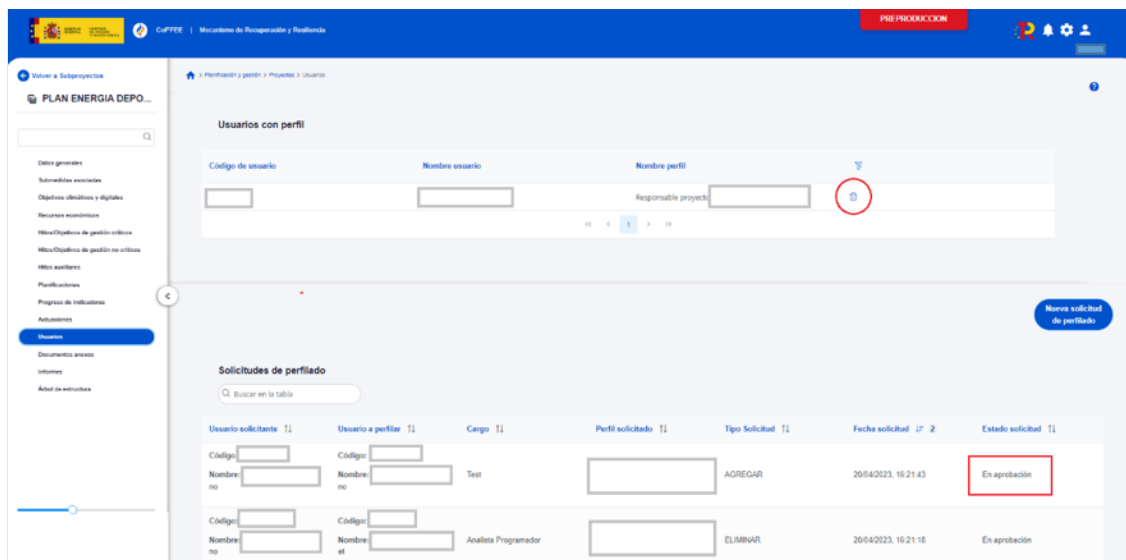 CoFFEE | Mecanismo de Recuperación y Resiliencia
PREPRODUCCION
Volver a Subproyectos
> Planificación y gestión > Proyectos > Usuarios
PLAN ENERGIA DEPO...
Usuarios con perfil
Código de usuario Nombre usuario Nombre perfil
Responsable proyecto
<< < 1 > >>
Datos generales
Submedidas asociadas
Objetivos climáticos y digitales
Recursos económicos
Hitos/Objetivos de gestión críticos
Hitos/Objetivos de gestión no críticos
Hitos auxiliares
Planificaciones
Progreso de indicadores
Actuaciones
Usuarios
Documentos anexos
Informes
Árbol de estructura
*
Nueva solicitud
de perfilado
Solicitudes de perfilado
Buscar en la tabla
Usuario solicitante Usuario a perfilar Cargo Perfil solicitado Tipo Solicitud Fecha solicitud 2 Estado solicitud
Código: Código:
Nombre: Nombre: Test AGREGAR 20/04/2023, 16:21:43 En aprobación
no no
Código: Código:
Nombre: Nombre: Analista Programador ELIMINAR 20/04/2023, 16:21:18 En aprobación
no et